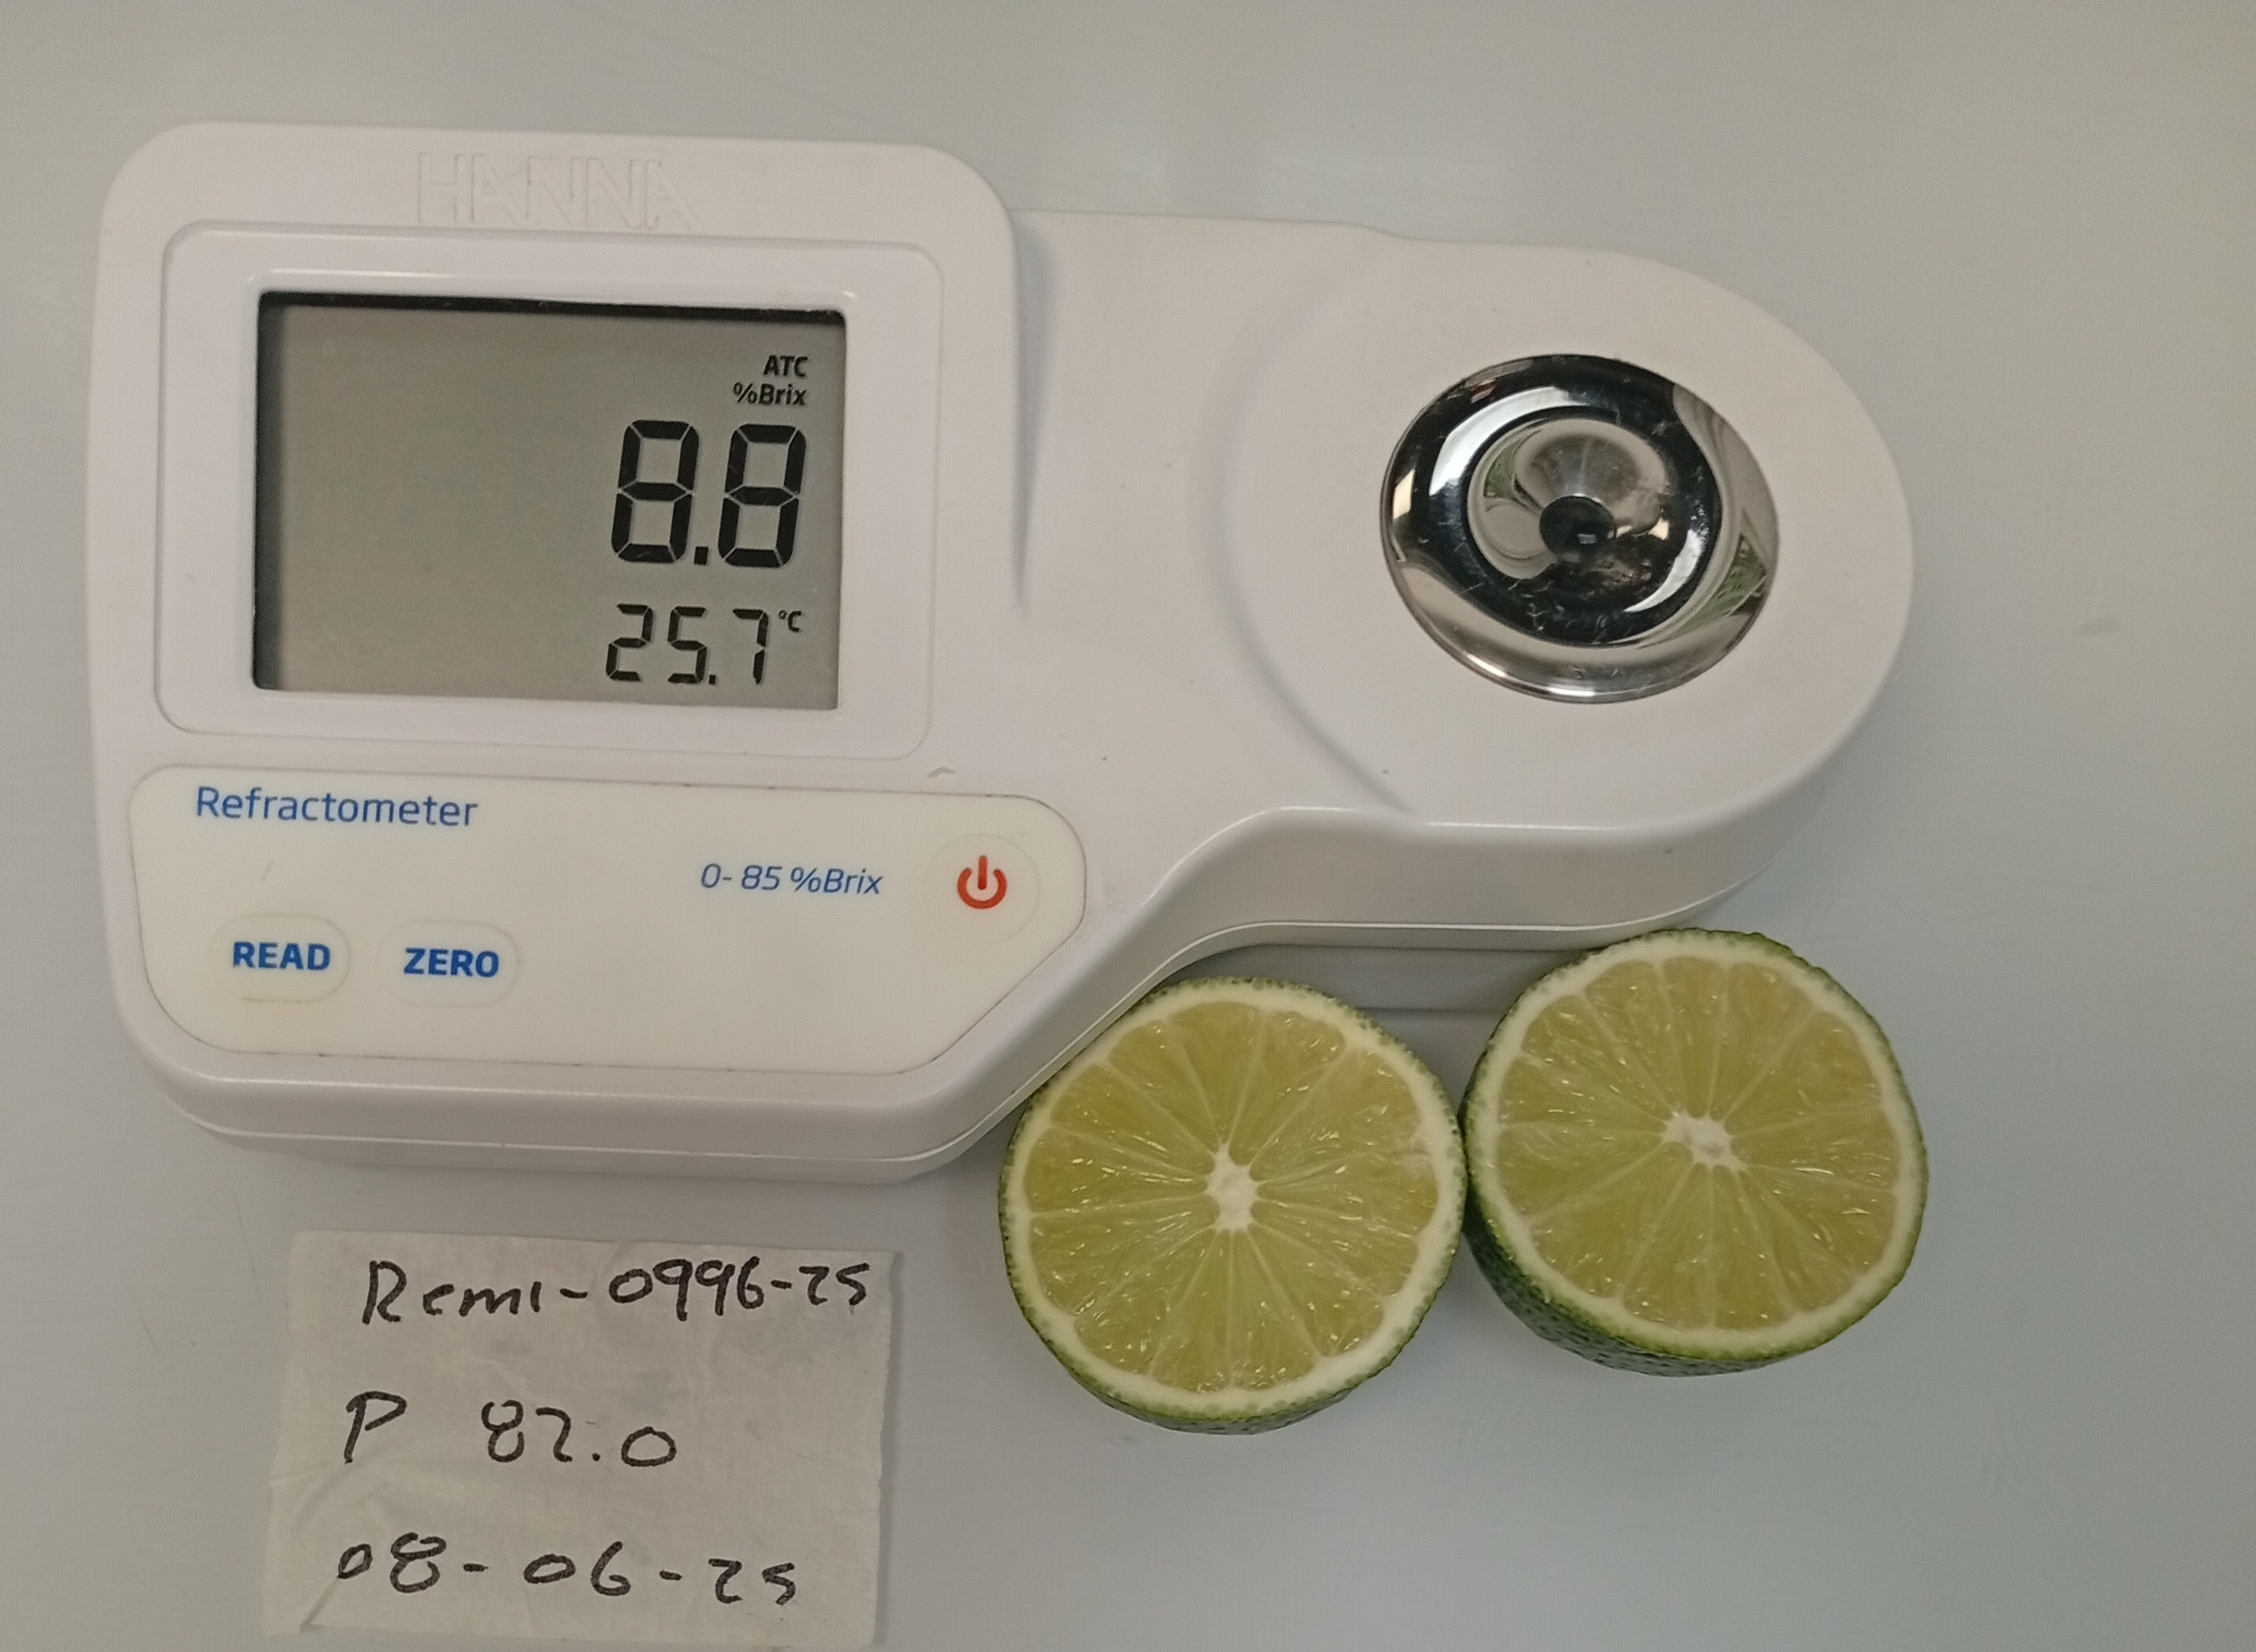 HANNA
ATC
%Brix
8.8
25.7 °C
Refractometer
0-85 %Brix
READ ZERO
Remi-0996-25
P 82.0
08-06-25